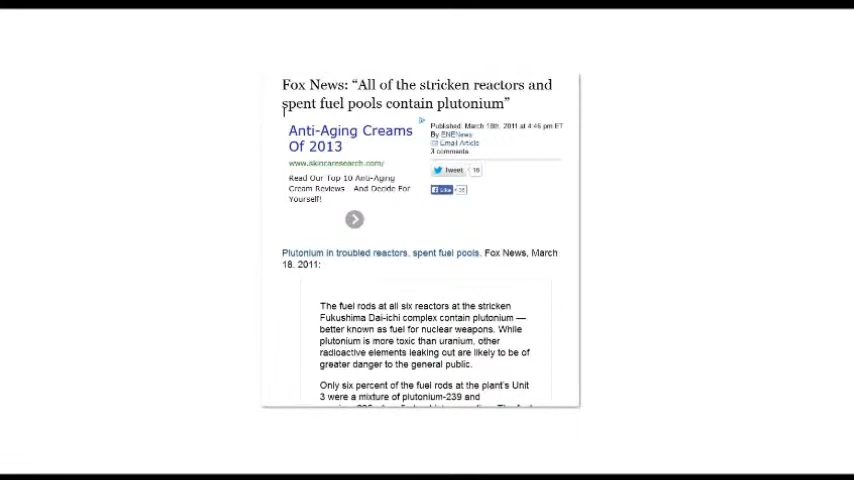 Fox News: “All of the stricken reactors and
spent fuel pools contain plutonium”
Anti-Aging Creams
Of 2013
www.skincaresearch.com/
Read Our Top 10 Anti-Aging
Cream Reviews - And Decide For
Yourself!
Published: March 18th, 2011 at 4:46 pm ET
By ENENews
Email Article
3 comments
Tweet 16
Like
Plutonium in troubled reactors, spent fuel pools, Fox News, March
18, 2011:
The fuel rods at all six reactors at the stricken
Fukushima Dai-ichi complex contain plutonium —
better known as fuel for nuclear weapons. While
plutonium is more toxic than uranium, other
radioactive elements leaking out are likely to be of
greater danger to the general public.
Only six percent of the fuel rods at the plant's Unit
3 were a mixture of plutonium-239 and